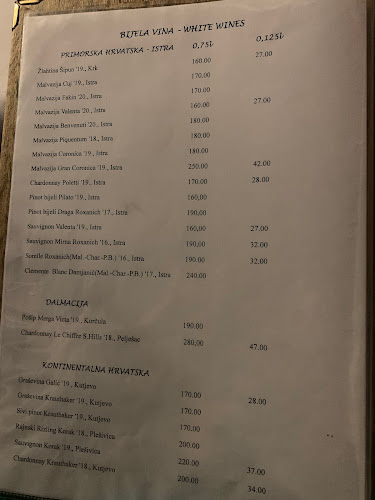 BIJELA VINA - WHITE WINES
PRIMORSKA HRVATSKA - ISTRA 0,75l 0,125l
Žlahtina Šipun '19., Krk 160.00 27.00
Malvazija Cuj '19., Istra 170,00
Malvazija Fakin '20., Istra 170.00
Malvazija Valenta '20., Istra 160.00 27.00
Malvazija Benvenuti '20., Istra 180.00
Malvazija Piquentum '18., Istra 180.00
Malvazija Coronica '19., Istra 180.00
Malvazija Gran Coronica '19., Istra 250.00 42.00
Chardonnay Poletti '19., Istra 170.00 28.00
Pinot bijeli Pilato '19., Istra 160,00
Pinot bijeli Draga Roxanich '17., Istra 190,00
Sauvignon Valenta '19., Istra 160.00 27.00
Sauvignon Mirna Roxanich '16., Istra 190.00 32.00
Sorelle Roxanich(Mal.-Char.-P.B.) '16., Istra 190.00 32.00
Clemente Blanc Damjanić(Mal.-Char.-P.B.) '17., Istra 240.00
DALMACIJA
Pošip Merga Victa '19., Korčula 190.00
Chardonnay Le Chiffre S.Hills '18., Pelješac 280,00 47.00
KONTINENTALNA HRVATSKA
Graševina Galić '19., Kutjevo 170.00 28.00
Graševina Krauthaker '19., Kutjevo 170.00
Sivi pinot Krauthaker '19., Kutjevo 170.00
Rajnski Rizling Korak '18., Plešivica 200.00
Sauvignon Korak '19., Plešivica 220.00 37.00
Chardonnay Krauthaker '18., Kutjevo 200.00 34.00